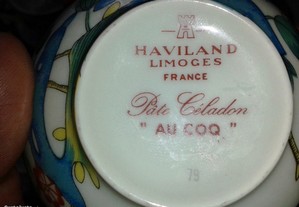 H
HAVILAND
LIMOGES
FRANCE
Pâte Céladon
"AU COQ"
79